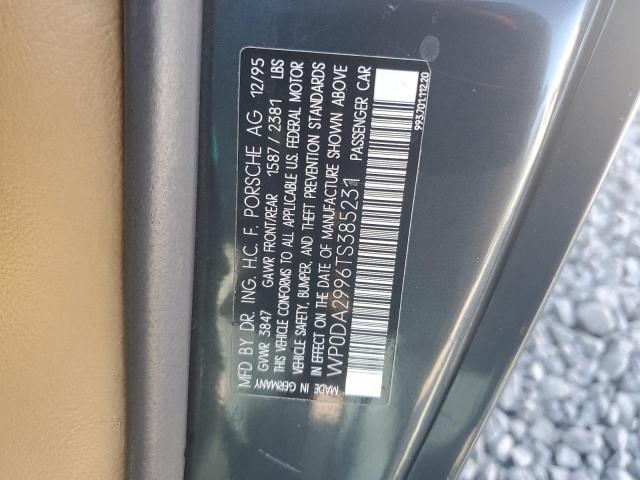 MFD BY DR. ING. H.C. F. PORSCHE AG 12/95
GVWR 3847 GAWR FRONT/REAR 1587 / 2381 LBS
THIS VEHICLE CONFORMS TO ALL APPLICABLE U.S. FEDERAL MOTOR
VEHICLE SAFETY, BUMPER, AND THEFT PREVENTION STANDARDS
IN EFFECT ON THE DATE OF MANUFACTURE SHOWN ABOVE
WP0DA2996TS385231 PASSENGER CAR
MADE IN GERMANY
993.701.112.20